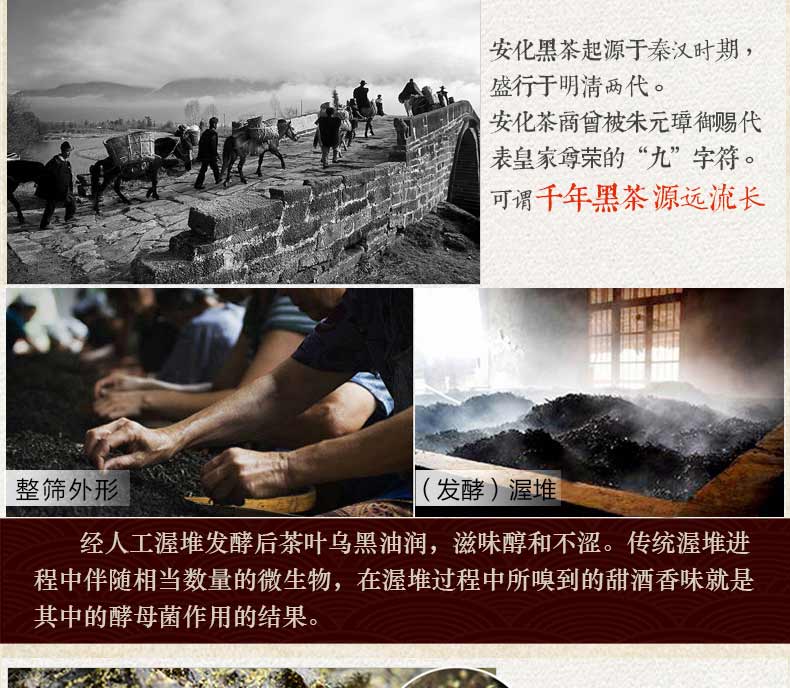 安化黑茶起源于秦汉时期，
盛行于明清两代。
安化茶商曾被朱元璋御赐代
表皇家尊荣的“九”字符。
可谓千年黑茶源远流长
整筛外形
（发酵）渥堆
经人工渥堆发酵后茶叶乌黑油润，滋味醇和不涩。传统渥堆进
程中伴随相当数量的微生物，在渥堆过程中所嗅到的甜酒香味就是
其中的酵母菌作用的结果。